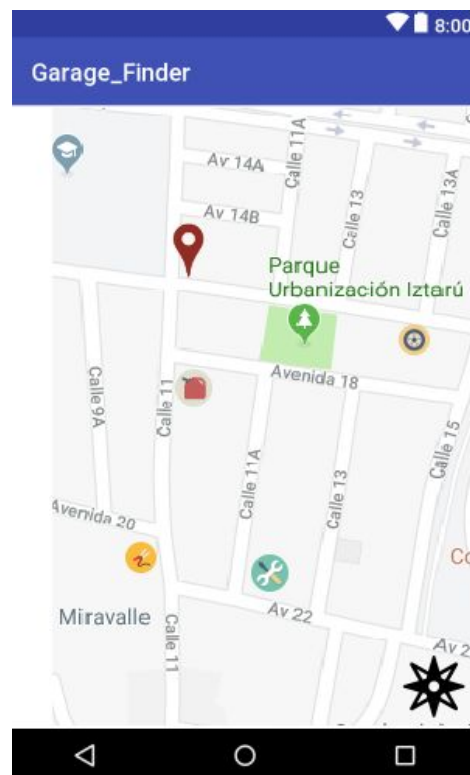 8:00
Garage_Finder
Calle 11A
Av 14A
Calle 13
Calle 13A
Av 14B
Parque
Urbanización Iztarú
Avenida 18
Calle 9A
Calle 11
Calle 15
Calle 11A
Calle 13
Avenida 20
Co
Miravalle
Av 22
Calle 11
Av 2